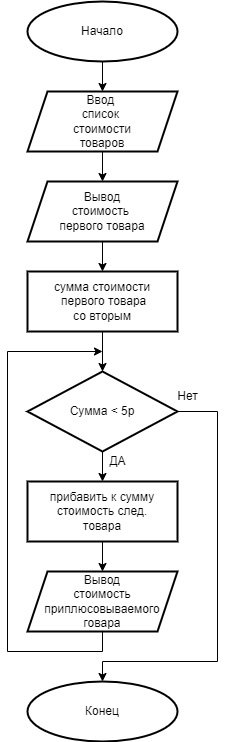 Начало
Ввод
список
стоимости
товаров
Вывод
стоимость
первого товара
сумма стоимости
первого товара
со вторым
Сумма < 5р
Нет
ДА
прибавить к сумму
стоимость след.
товара
Вывод
стоимость
приплюсовываемого
говара
Конец